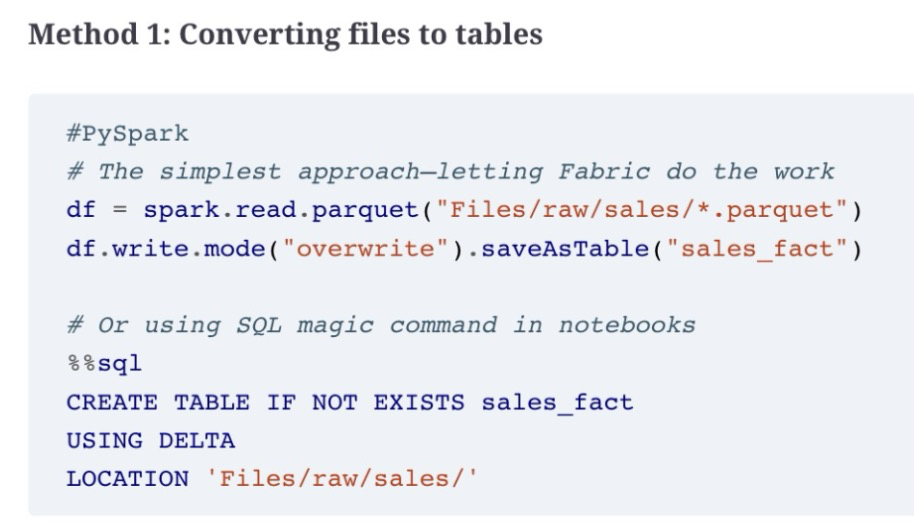 Method 1: Converting files to tables
#PySpark
# The simplest approach—letting Fabric do the work
df = spark.read.parquet("Files/raw/sales/*.parquet")
df.write.mode("overwrite").saveAsTable("sales_fact")
# Or using SQL magic command in notebooks
%%sql
CREATE TABLE IF NOT EXISTS sales_fact
USING DELTA
LOCATION 'Files/raw/sales/'